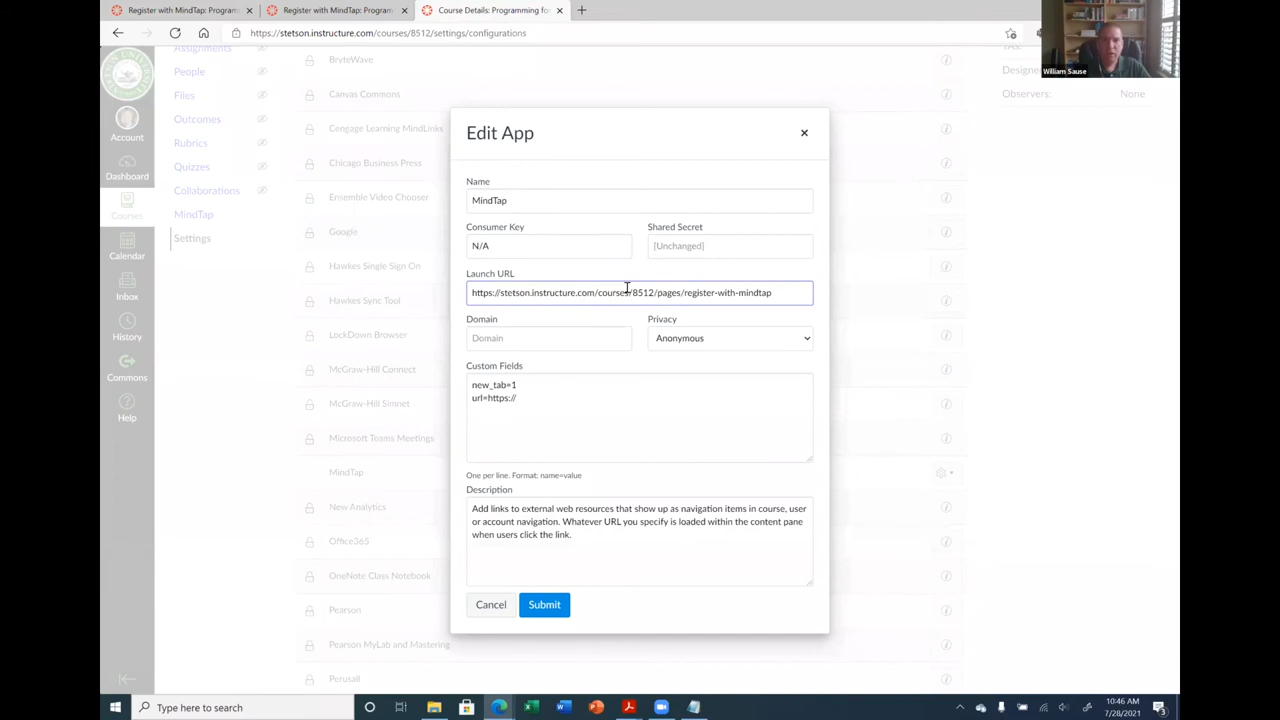 Register with MindTap: Program
Register with MindTap: Program
Course Details: Programming for
https://stetson.instructure.com/courses/8512/settings/configurations
William Sause
Account
Dashboard
Courses
Calendar
Inbox
History
Commons
Help
Assignments
People
Files
Outcomes
Rubrics
Quizzes
Collaborations
MindTap
Settings
BryteWave
Canvas Commons
Cengage Learning MindLinks
Chicago Business Press
Ensemble Video Chooser
Google
Hawkes Single Sign On
Hawkes Sync Tool
LockDown Browser
McGraw-Hill Connect
McGraw-Hill Simnet
Microsoft Teams Meetings
MindTap
New Analytics
Office365
OneNote Class Notebook
Pearson
Pearson MyLab and Mastering
Perusall
Edit App
Name
MindTap
Consumer Key
Shared Secret
N/A
[Unchanged]
Launch URL
https://stetson.instructure.com/courses/8512/pages/register-with-mindtap
Domain
Privacy
Domain
Anonymous
Custom Fields
new_tab=1
url=https://
One per line. Format: name=value
Description
Add links to external web resources that show up as navigation items in course, user
or account navigation. Whatever URL you specify is loaded within the content pane
when users click the link.
Cancel
Submit
TAs:
Designe
Observers:
None
Type here to search
10:46 AM
7/28/2021
3